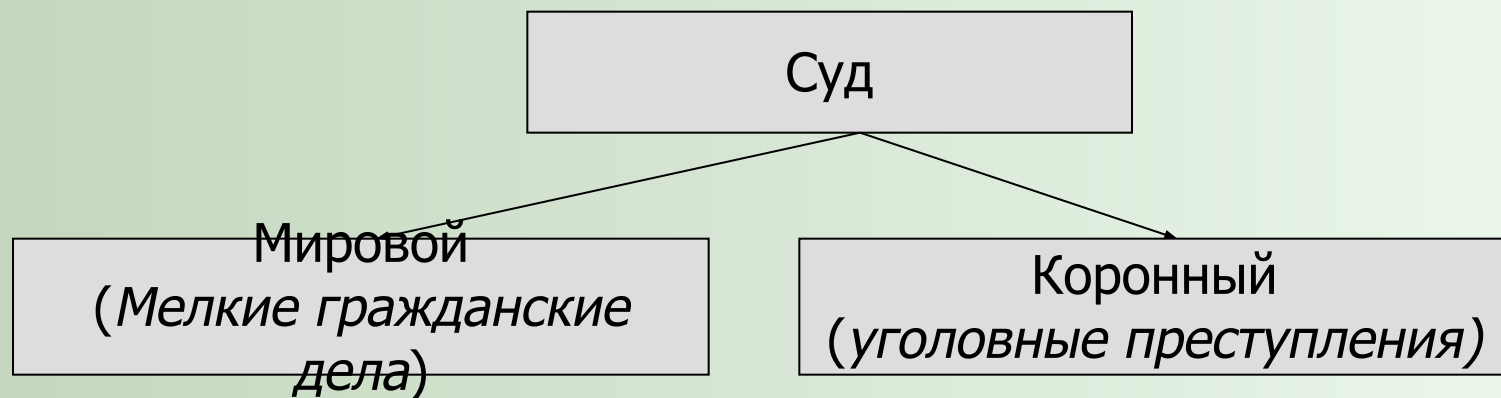 Суд
Мировой
(Мелкие гражданские
дела)
Коронный
(уголовные преступления)